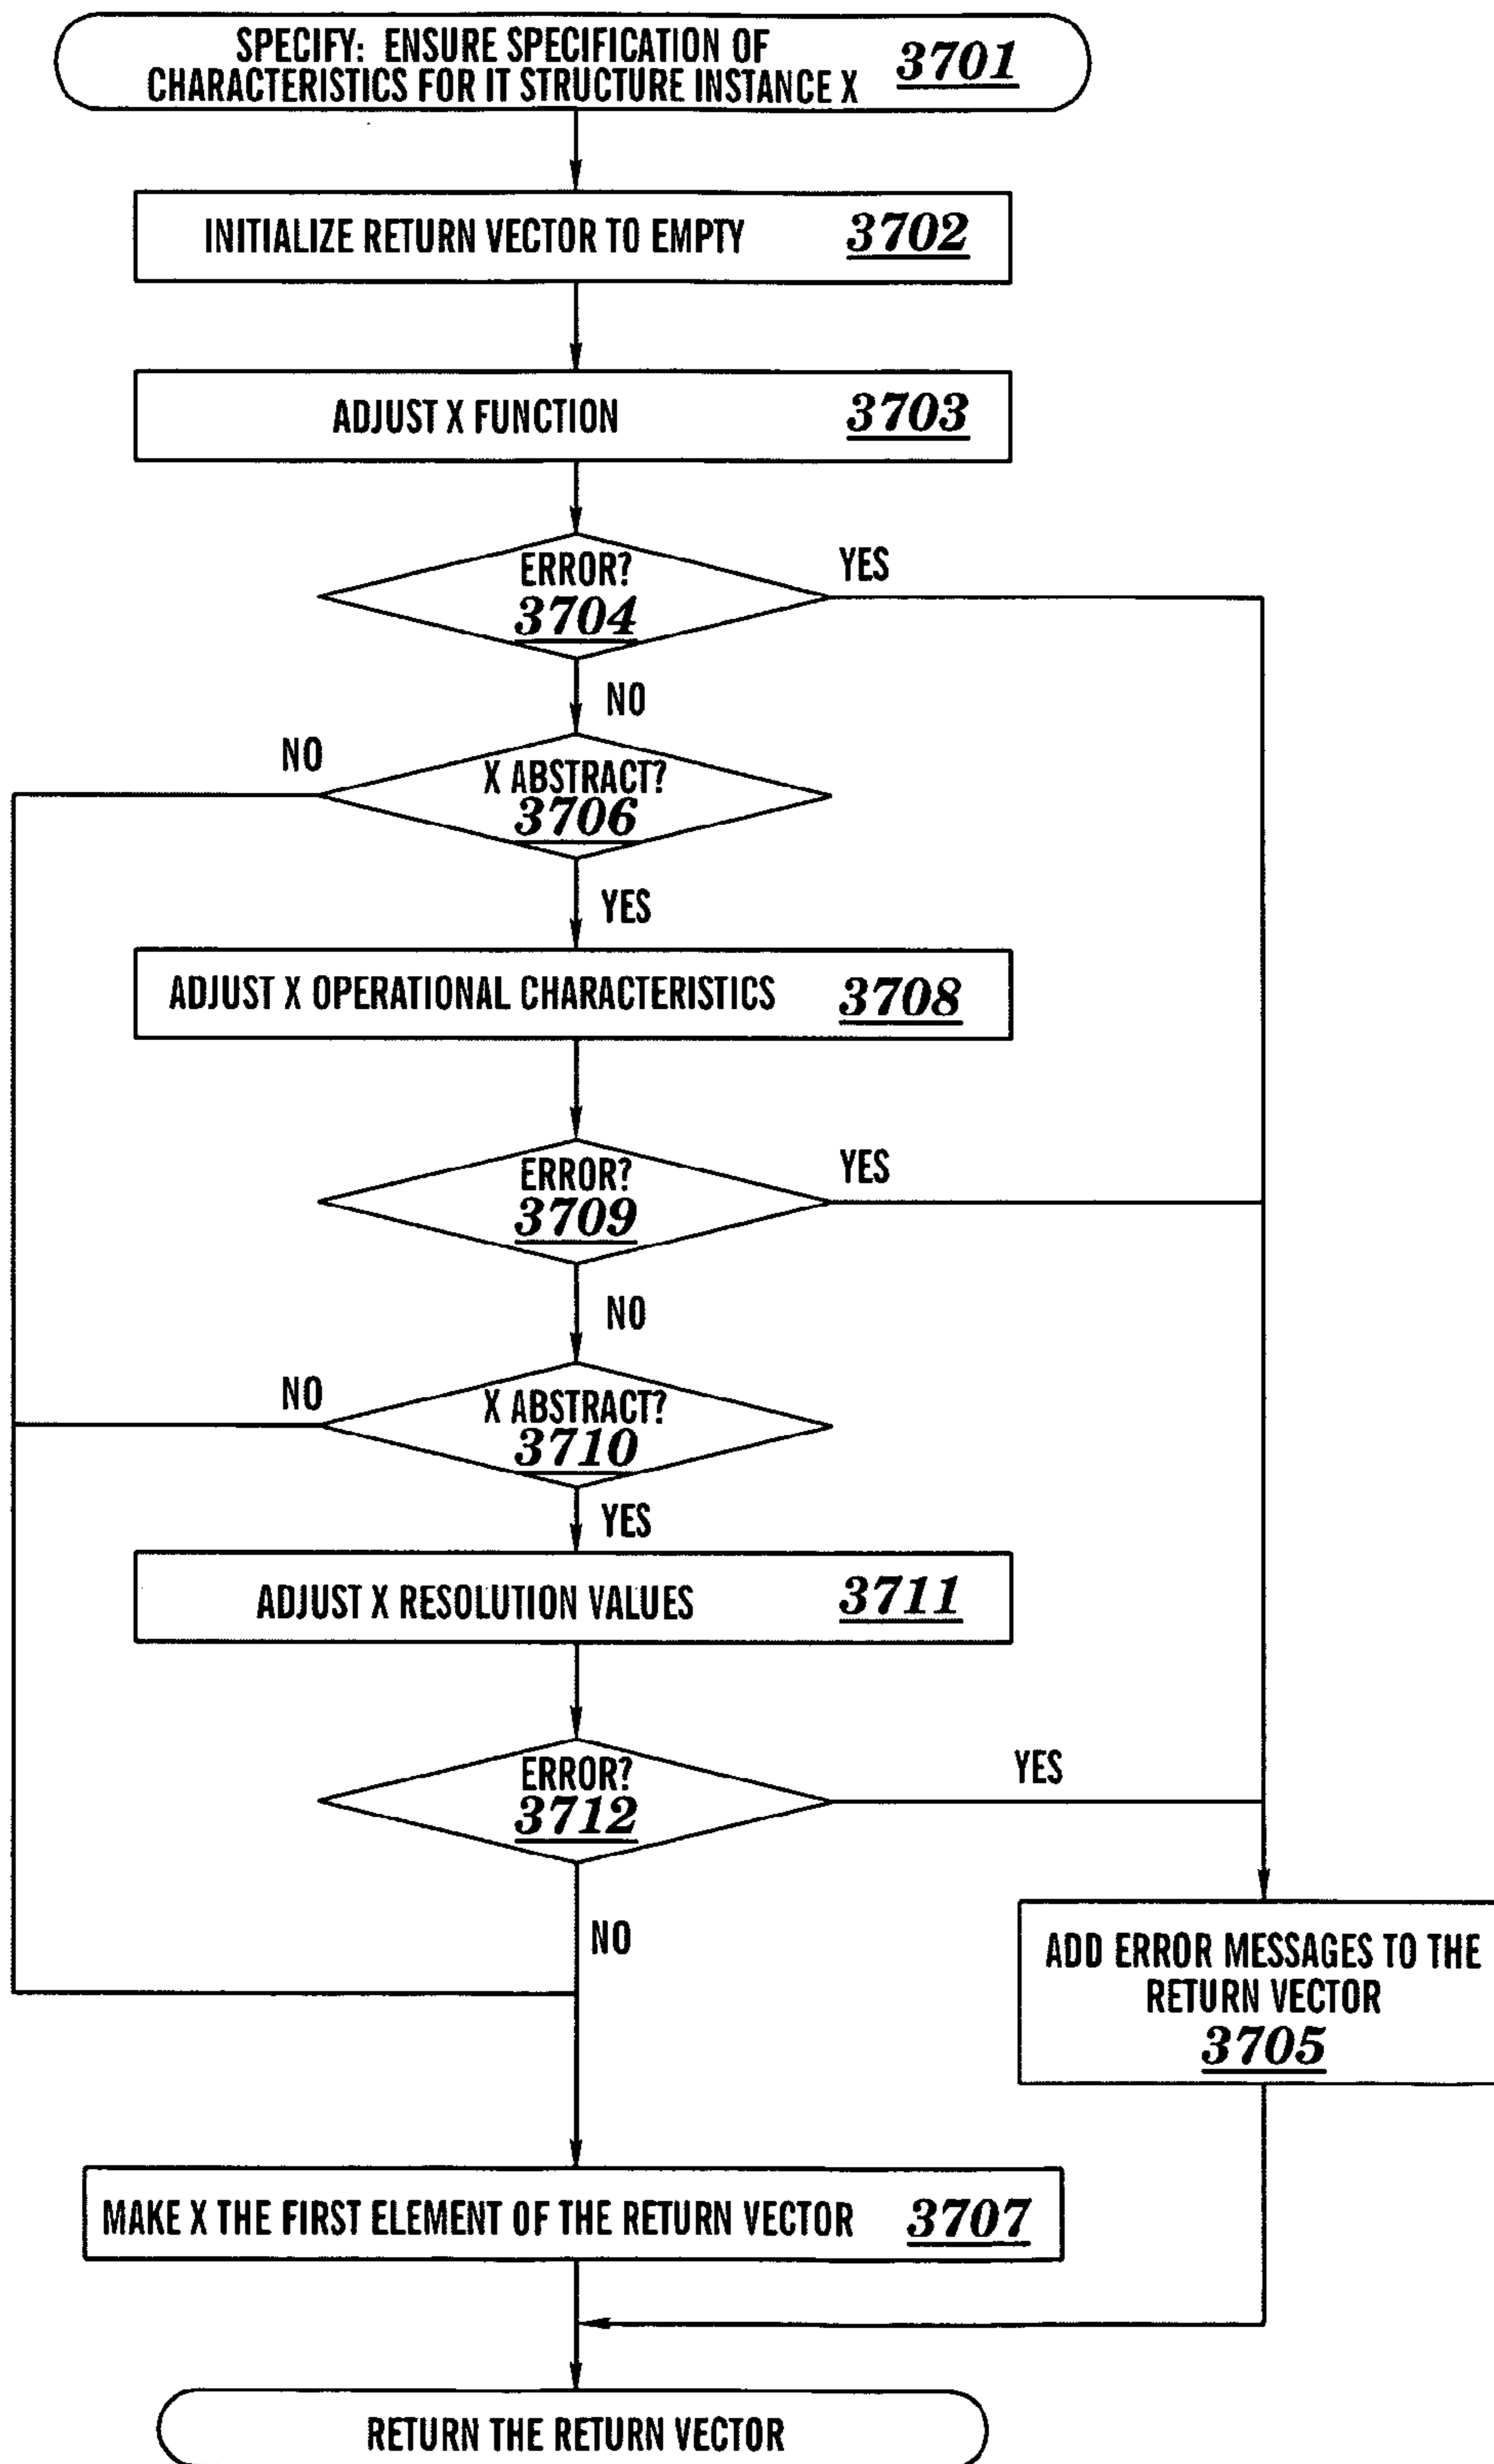 SPECIFY: ENSURE SPECIFICATION OF
CHARACTERISTICS FOR IT STRUCTURE INSTANCE X 3701
INITIALIZE RETURN VECTOR TO EMPTY 3702
ADJUST X FUNCTION 3703
ERROR?
3704
YES
NO
NO
X ABSTRACT?
3706
YES
ADJUST X OPERATIONAL CHARACTERISTICS 3708
ERROR?
3709
YES
NO
NO
X ABSTRACT?
3710
YES
ADJUST X RESOLUTION VALUES 3711
ERROR?
3712
YES
NO
ADD ERROR MESSAGES TO THE
RETURN VECTOR
3705
MAKE X THE FIRST ELEMENT OF THE RETURN VECTOR 3707
RETURN THE RETURN VECTOR